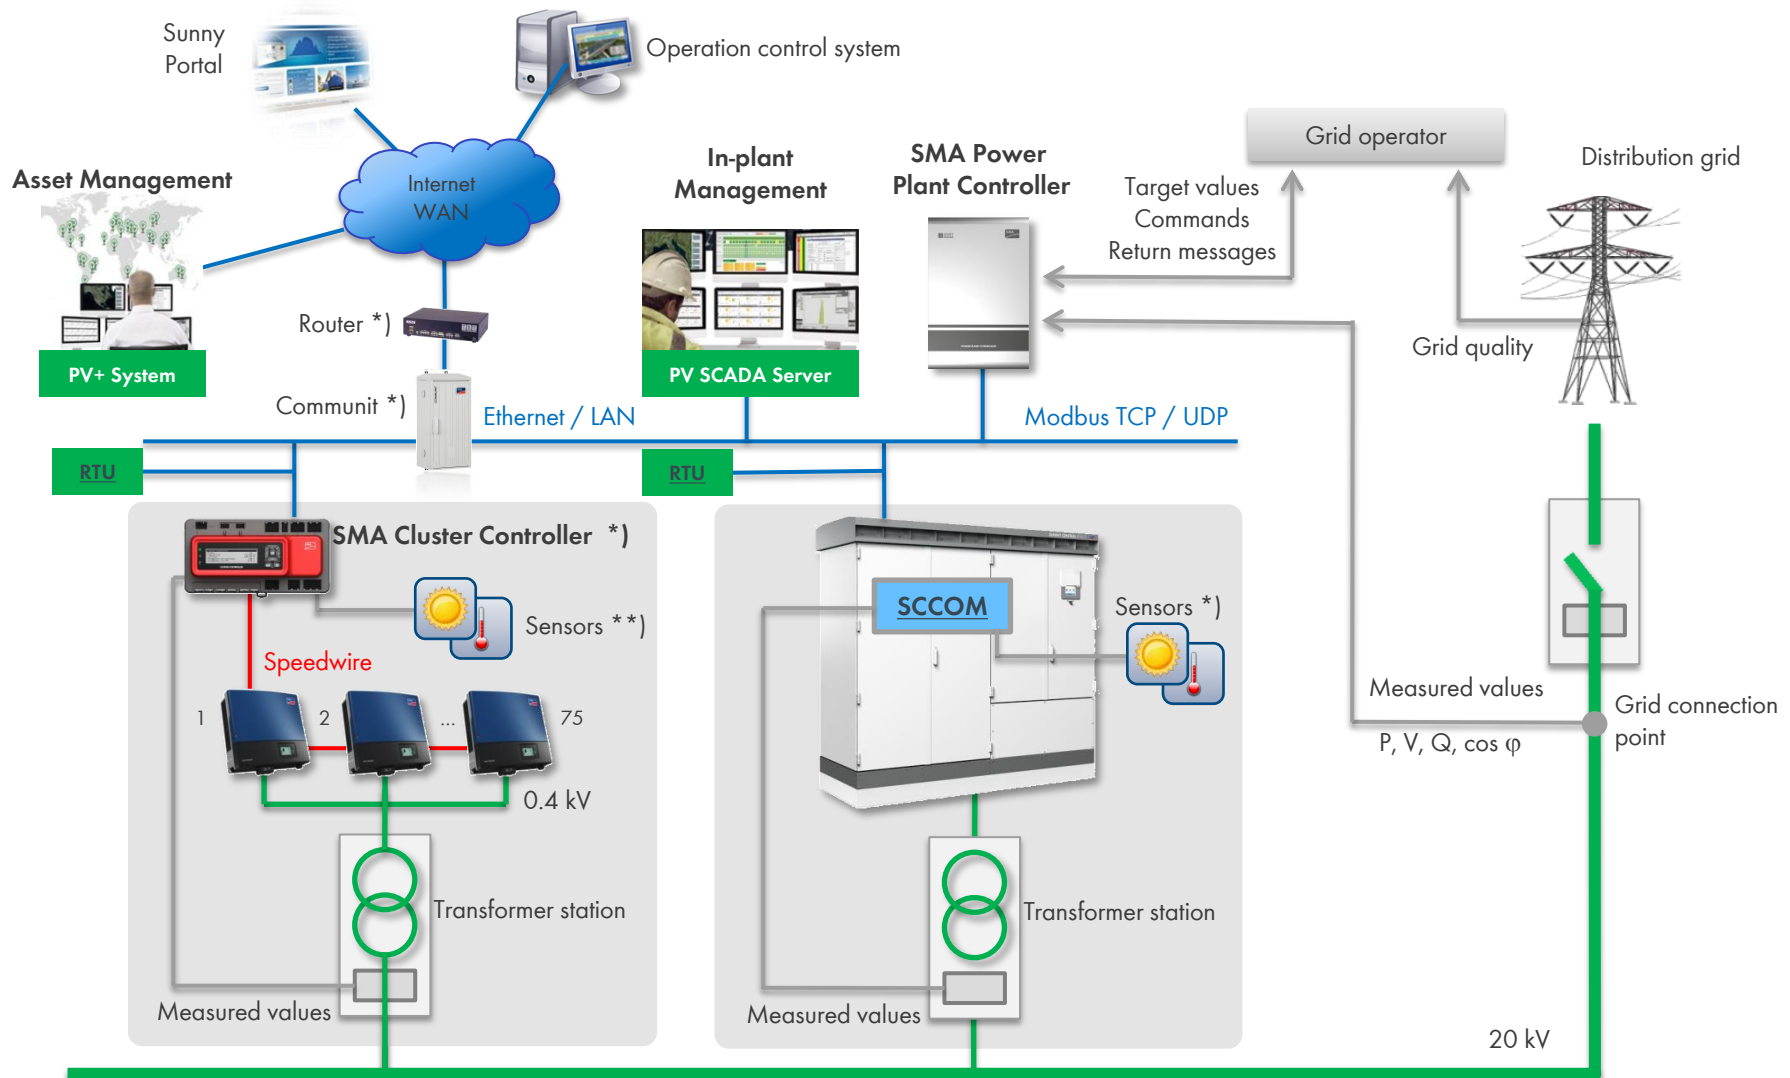 Sunny
Portal
Operation control system
Asset Management
Internet
WAN
In-plant
Management
SMA Power
Plant Controller
Grid operator
Distribution grid
Target values
Commands
Return messages
Router *)
Grid quality
PV+ System
PV SCADA Server
Communit *)
Ethernet / LAN
Modbus TCP / UDP
RTU
RTU
SMA Cluster Controller *)
Sensors **)
Speedwire
1
2
...
75
0.4 kV
Transformer station
Measured values
SCCOM
Sensors *)
Transformer station
Measured values
Measured values
P, V, Q, cos φ
Grid connection
point
20 kV